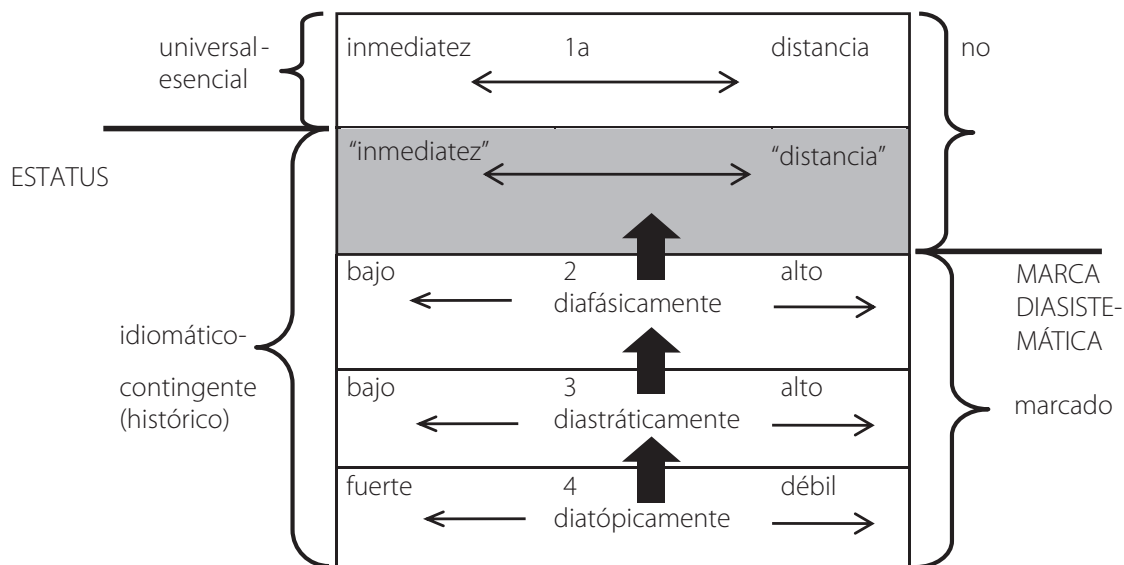 universal-
esencial
inmediatez 1a distancia
no
"inmediatez" "distancia"
ESTATUS
bajo 2 alto
diafásicamente
MARCA
DIASISTE-
MÁTICA
idiomático-
contingente
(histórico)
bajo 3 alto
diastráticamente
marcado
fuerte 4 débil
diatópicamente